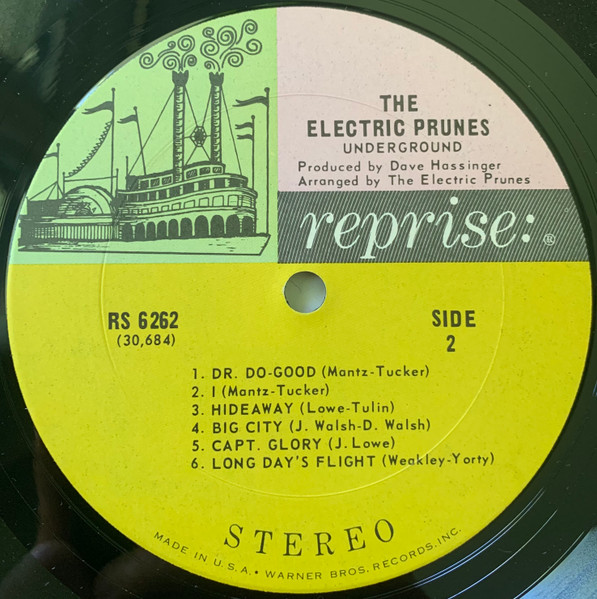 THE
ELECTRIC PRUNES
UNDERGROUND
Produced by Dave Hassinger
Arranged by The Electric Prunes
reprise:®
RS 6262
(30,684)
SIDE
2
1. DR. DO-GOOD (Mantz-Tucker)
2. I (Mantz-Tucker)
3. HIDEAWAY (Lowe-Tulin)
4. BIG CITY (J. Walsh-D. Walsh)
5. CAPT. GLORY (J. Lowe)
6. LONG DAY'S FLIGHT (Weakley-Yorty)
STEREO
MADE IN U.S.A. • WARNER BROS. RECORDS, INC.